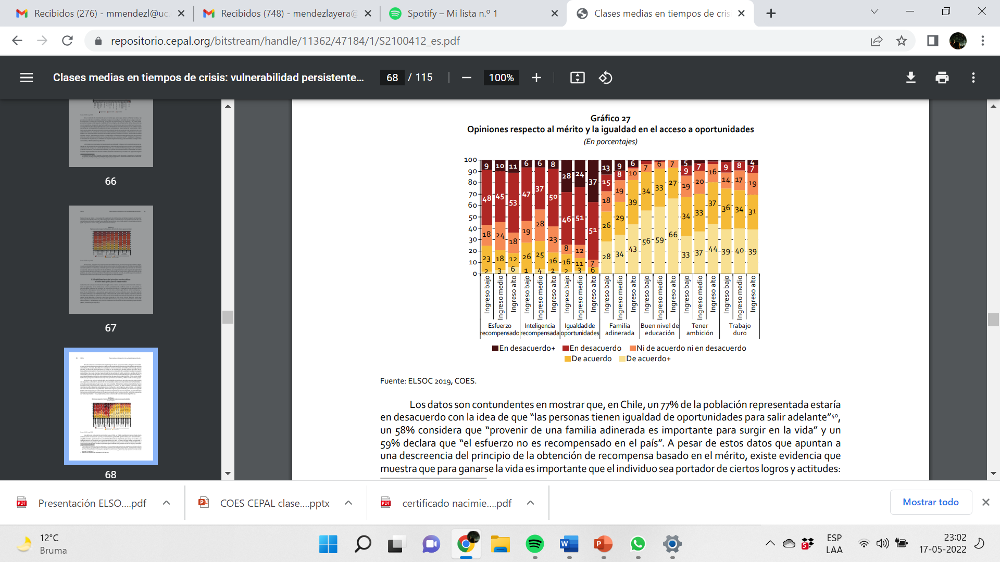 Recibidos (276) - mmendezl@uc.
Recibidos (748) - mendezlayera@
Spotify – Mi lista n.º 1
Clases medias en tiempos de cris
repositorio.cepal.org/bitstream/handle/11362/47184/1/S2100412_es.pdf
Clases medias en tiempos de crisis: vulnerabilidad persistente...
68 / 115
100%
66
67
68
Gráfico 27
Opiniones respecto al mérito y la igualdad en el acceso a oportunidades
(En porcentajes)
100
90
80
70
60
50
40
30
20
10
0
9 48 18 23 2
10 45 24 18 3
11 53 18 12 6
6 47 19 26 1
6 37 28 25 4
8 50 23 16 2
28 46 8 16 2
24 51 12 11 3
37 51 7 6
13 15 18 26 28
9 8 19 29 34
6 10 39 43
7 34 56
6 33 59
7 27 66
5 9 19 34 33
7 20 33 37
16 37 44
9 14 36 39
8 17 34 40
4 7 19 31 39
Ingreso bajo Ingreso medio Ingreso alto
Ingreso bajo Ingreso medio Ingreso alto
Ingreso bajo Ingreso medio Ingreso alto
Ingreso bajo Ingreso medio Ingreso alto
Ingreso bajo Ingreso medio Ingreso alto
Ingreso bajo Ingreso medio Ingreso alto
Ingreso bajo Ingreso medio Ingreso alto
Esfuerzo recompensado
Inteligencia recompensada
Igualdad de oportunidades
Familia adinerada
Buen nivel de educación
Tener ambición
Trabajo duro
En desacuerdo+ En desacuerdo Ni de acuerdo ni en desacuerdo
De acuerdo De acuerdo+
Fuente: ELSOC 2019, COES.
Los datos son contundentes en mostrar que, en Chile, un 77% de la población representada estaría
en desacuerdo con la idea de que “las personas tienen igualdad de oportunidades para salir adelante”⁴⁰,
un 58% considera que “provenir de una familia adinerada es importante para surgir en la vida” y un
59% declara que “el esfuerzo no es recompensado en el país”. A pesar de estos datos que apuntan a
una descreencia del principio de la obtención de recompensa basado en el mérito, existe evidencia que
muestra que para ganarse la vida es importante que el individuo sea portador de ciertos logros y actitudes:
Presentación ELSO....pdf
COES CEPAL clase....pptx
certificado nacimie....pdf
Mostrar todo
12°C
Bruma
5
ESP
LAA
23:02
17-05-2022